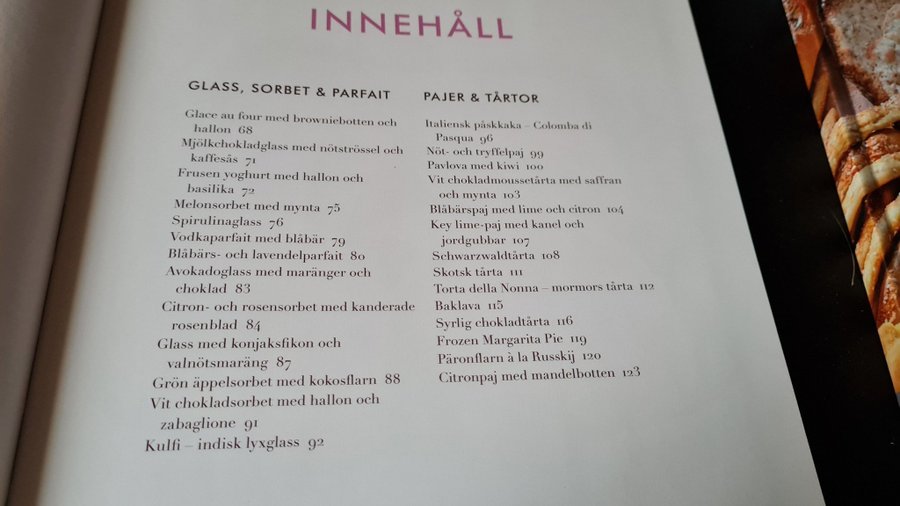 INNEHÅLL
GLASS, SORBET & PARFAIT
Glace au four med browniebotten och
hallon 68
Mjölkchokladglass med nötströssel och
kaffesås 71
Frusen yoghurt med hallon och
basilika 72
Melonsorbet med mynta 75
Spirulinaglass 76
Vodkaparfait med blåbär 79
Blåbärs- och lavendelparfait 80
Avokadoglass med maränger och
choklad 83
Citron- och rosensorbet med kanderade
rosenblad 84
Glass med konjaksfikon och
valnötsmaräng 87
Grön äppelsorbet med kokosflarn 88
Vit chokladsorbet med hallon och
zabaglione 91
Kulfi – indisk lyxglass 92
PAJER & TÅRTOR
Italiensk påskkaka – Colomba di
Pasqua 96
Nöt- och tryffelpaj 99
Pavlova med kiwi 100
Vit chokladmoussetårta med saffran
och mynta 103
Blåbärspaj med lime och citron 104
Key lime-paj med kanel och
jordgubbar 107
Schwarzwaldtårta 108
Skotsk tårta 111
Torta della Nonna – mormors tårta 112
Baklava 115
Syrlig chokladtårta 116
Frozen Margarita Pie 119
Päronflarn à la Russkij 120
Citronpaj med mandelbotten 123